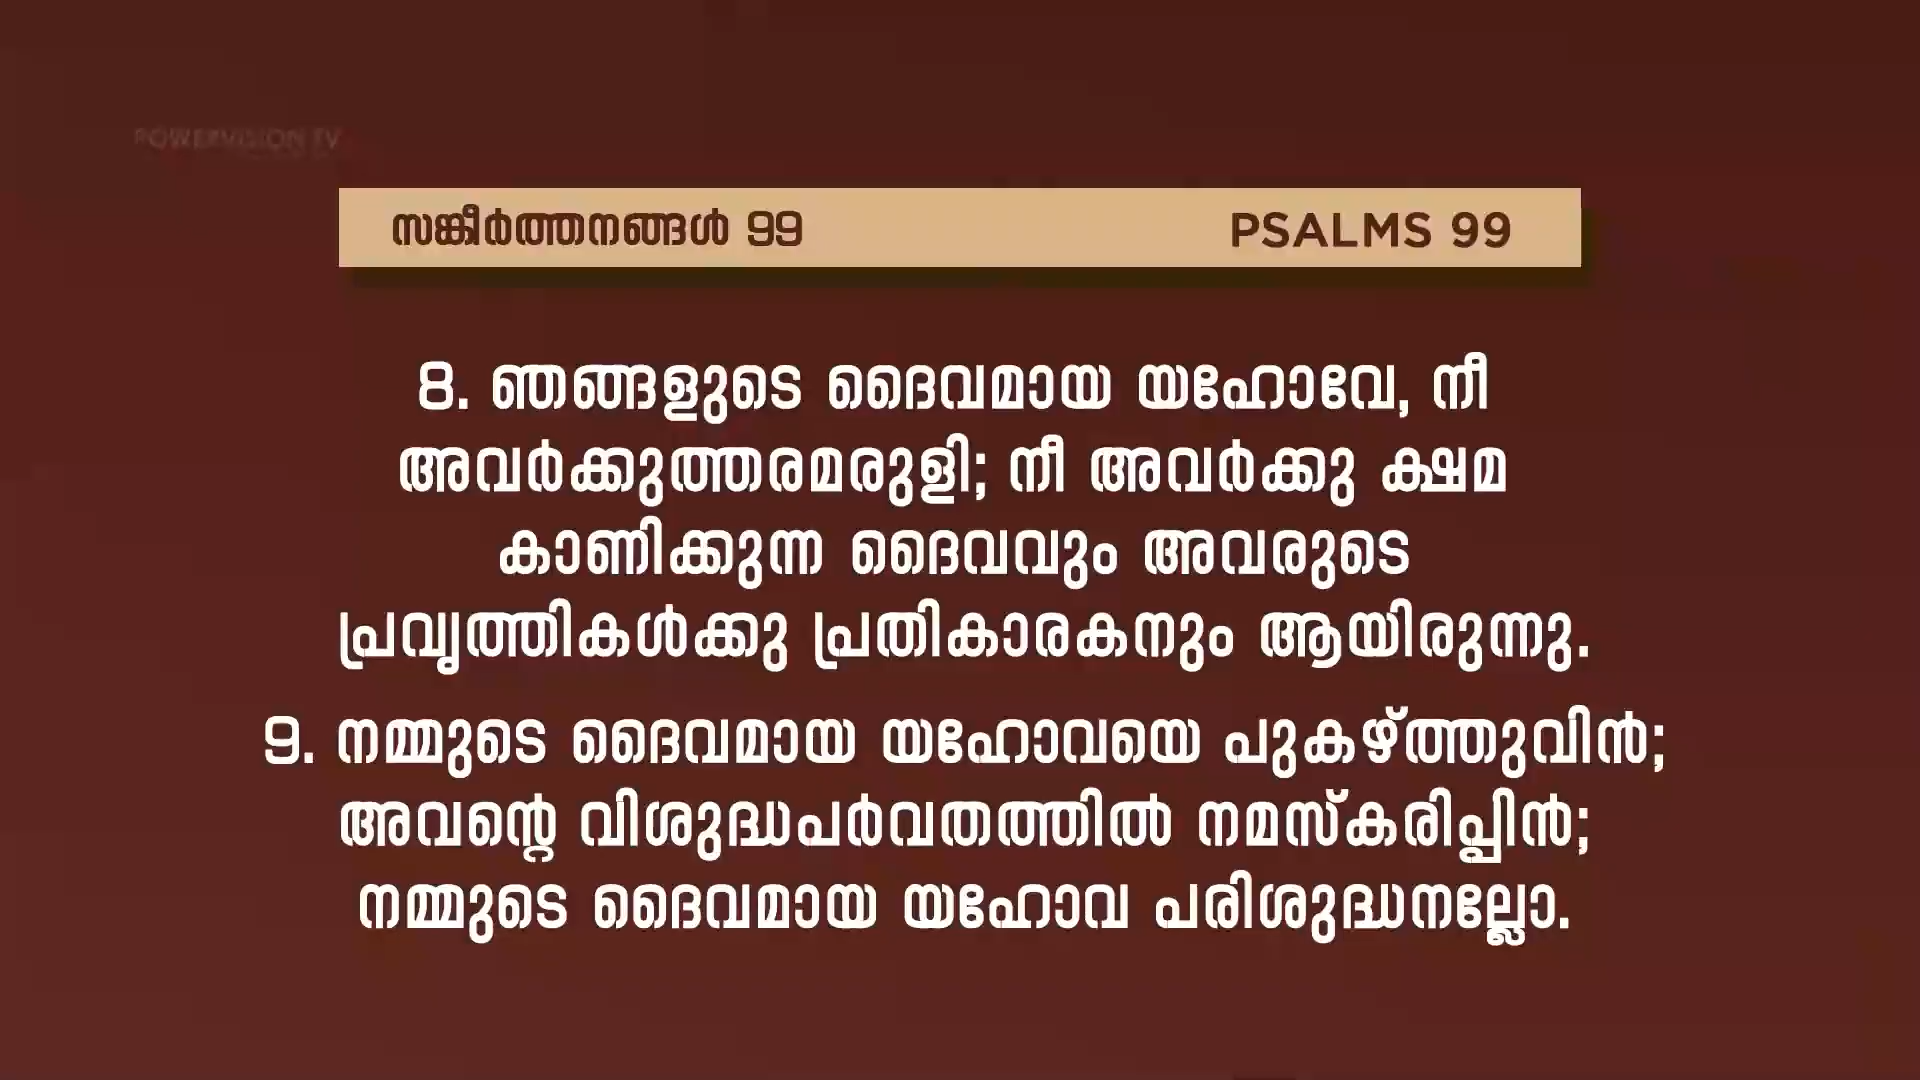 POWERVISION TV
സങ്കീർത്തനങ്ങൾ 99 PSALMS 99
8. ഞങ്ങളുടെ ദൈവമായ യഹോവേ, നീ
അവർക്കുത്തരമരുളി; നീ അവർക്കു ക്ഷമ
കാണിക്കുന്ന ദൈവവും അവരുടെ
പ്രവൃത്തികൾക്കു പ്രതികാരകനും ആയിരുന്നു.
9. നമ്മുടെ ദൈവമായ യഹോവയെ പുകഴ്ത്തുവിൻ;
അവന്റെ വിശുദ്ധപർവതത്തിൽ നമസ്കരിപ്പിൻ;
നമ്മുടെ ദൈവമായ യഹോവ പരിശുദ്ധനല്ലോ.